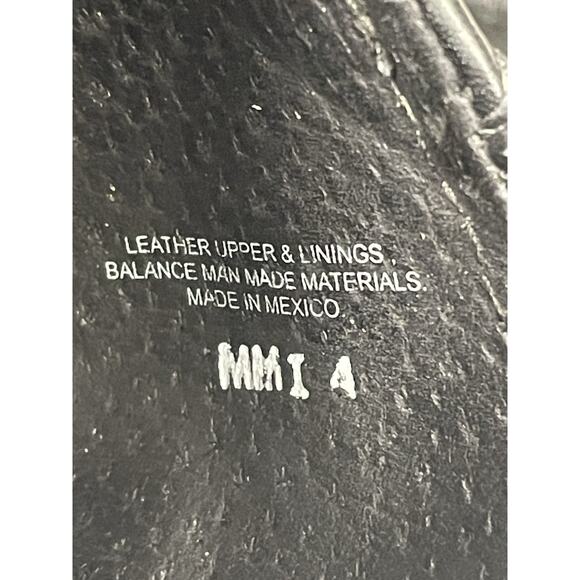 LEATHER UPPER & LININGS,
BALANCE MAN MADE MATERIALS.
MADE IN MEXICO.
MMI 4